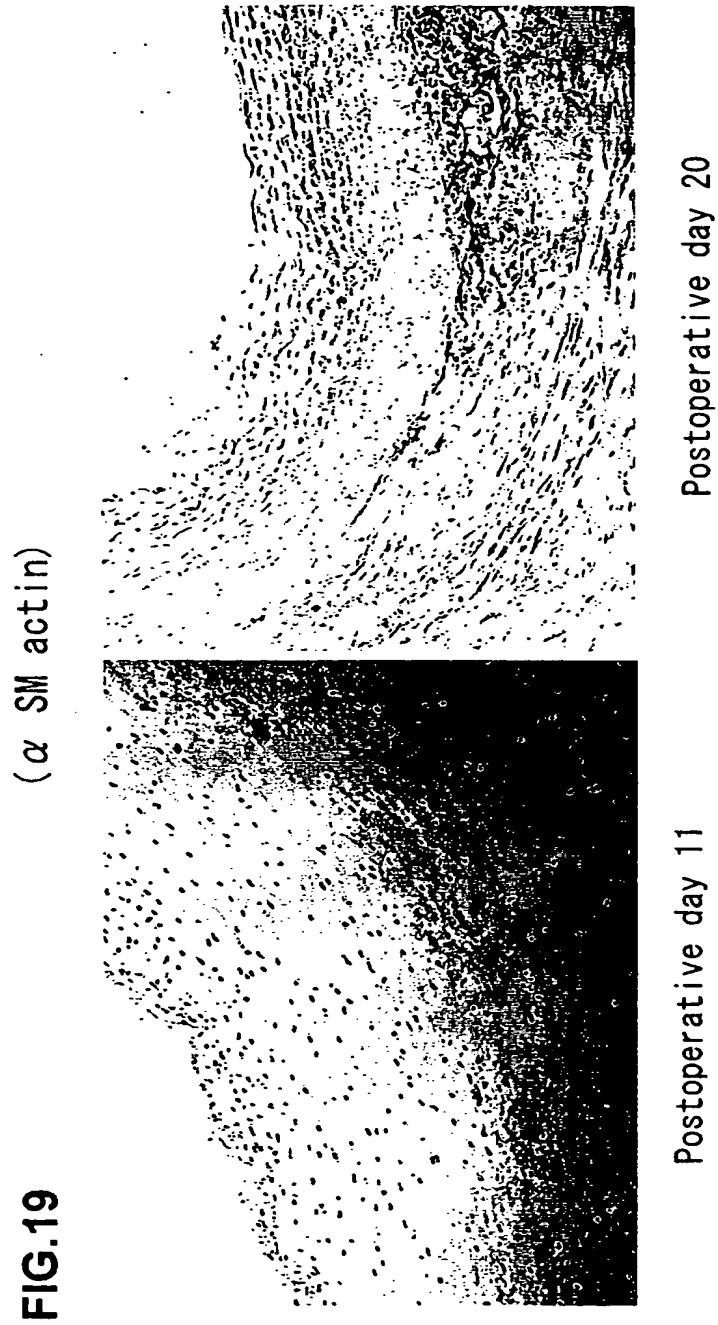 FIG.19
(α SM actin)
Postoperative day 11
Postoperative day 20